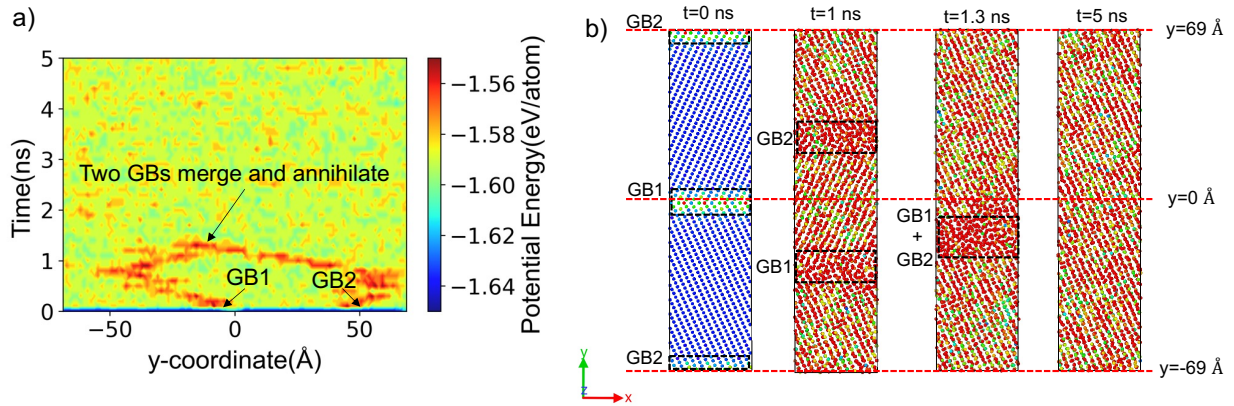 a)
5
4
3
2
1
0
Time(ns)
−50
0
50
y-coordinate(Å)
Two GBs merge and annihilate
GB1
GB2
−1.56
−1.58
−1.60
−1.62
−1.64
Potential Energy(eV/atom)
b)
t=0 ns
t=1 ns
t=1.3 ns
t=5 ns
GB2
y=69 Å
GB2
GB1
y=0 Å
GB1
+
GB2
GB1
GB2
y=-69 Å
y
z
x